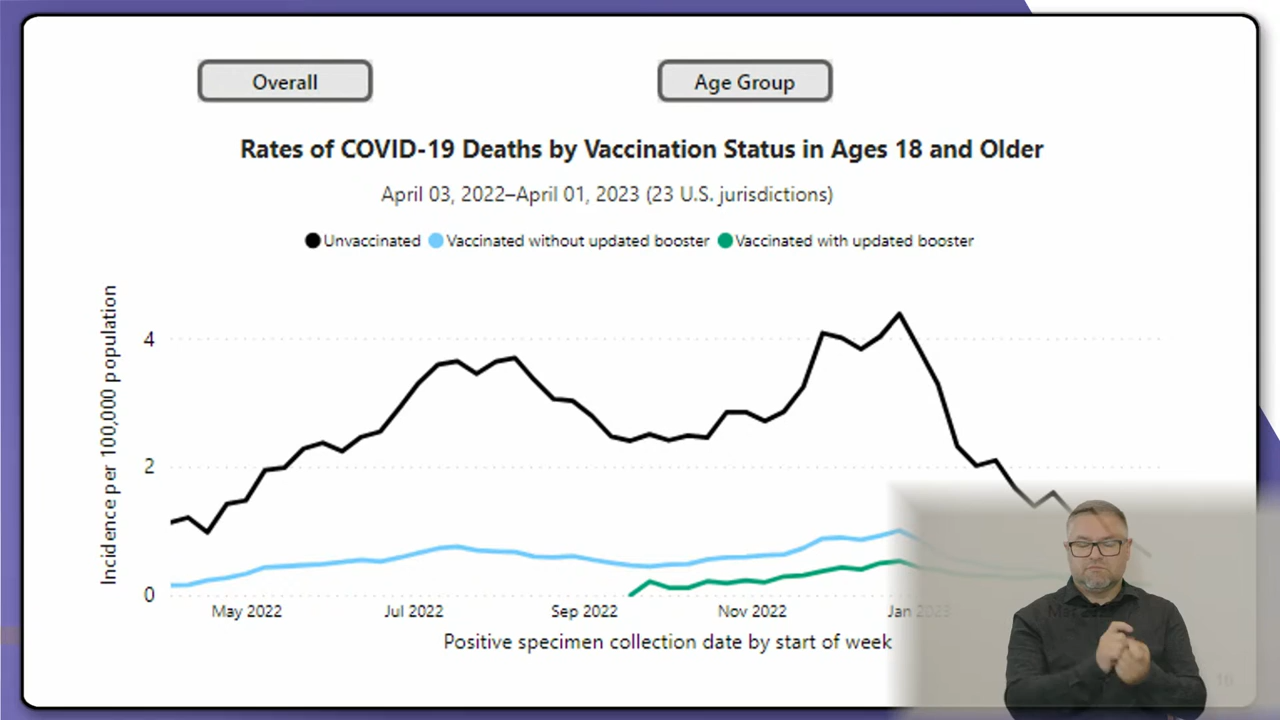 Overall
Age Group
Rates of COVID-19 Deaths by Vaccination Status in Ages 18 and Older
April 03, 2022–April 01, 2023 (23 U.S. jurisdictions)
Unvaccinated Vaccinated without updated booster Vaccinated with updated booster
Incidence per 100,000 population
4
2
0
May 2022 Jul 2022 Sep 2022 Nov 2022 Jan 2023 Mar 2023
Positive specimen collection date by start of week
10